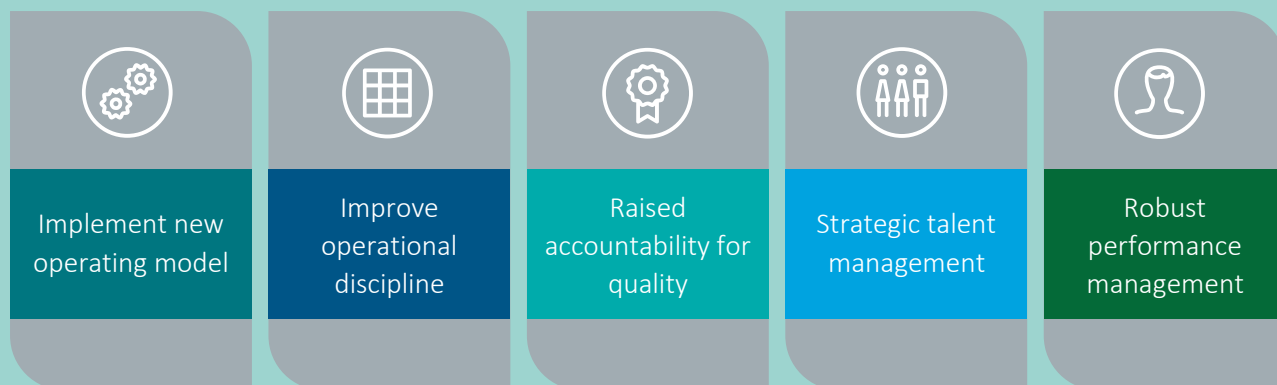 Implement new
operating model
Improve
operational
discipline
Raised
accountability for
quality
Strategic talent
management
Robust
performance
management